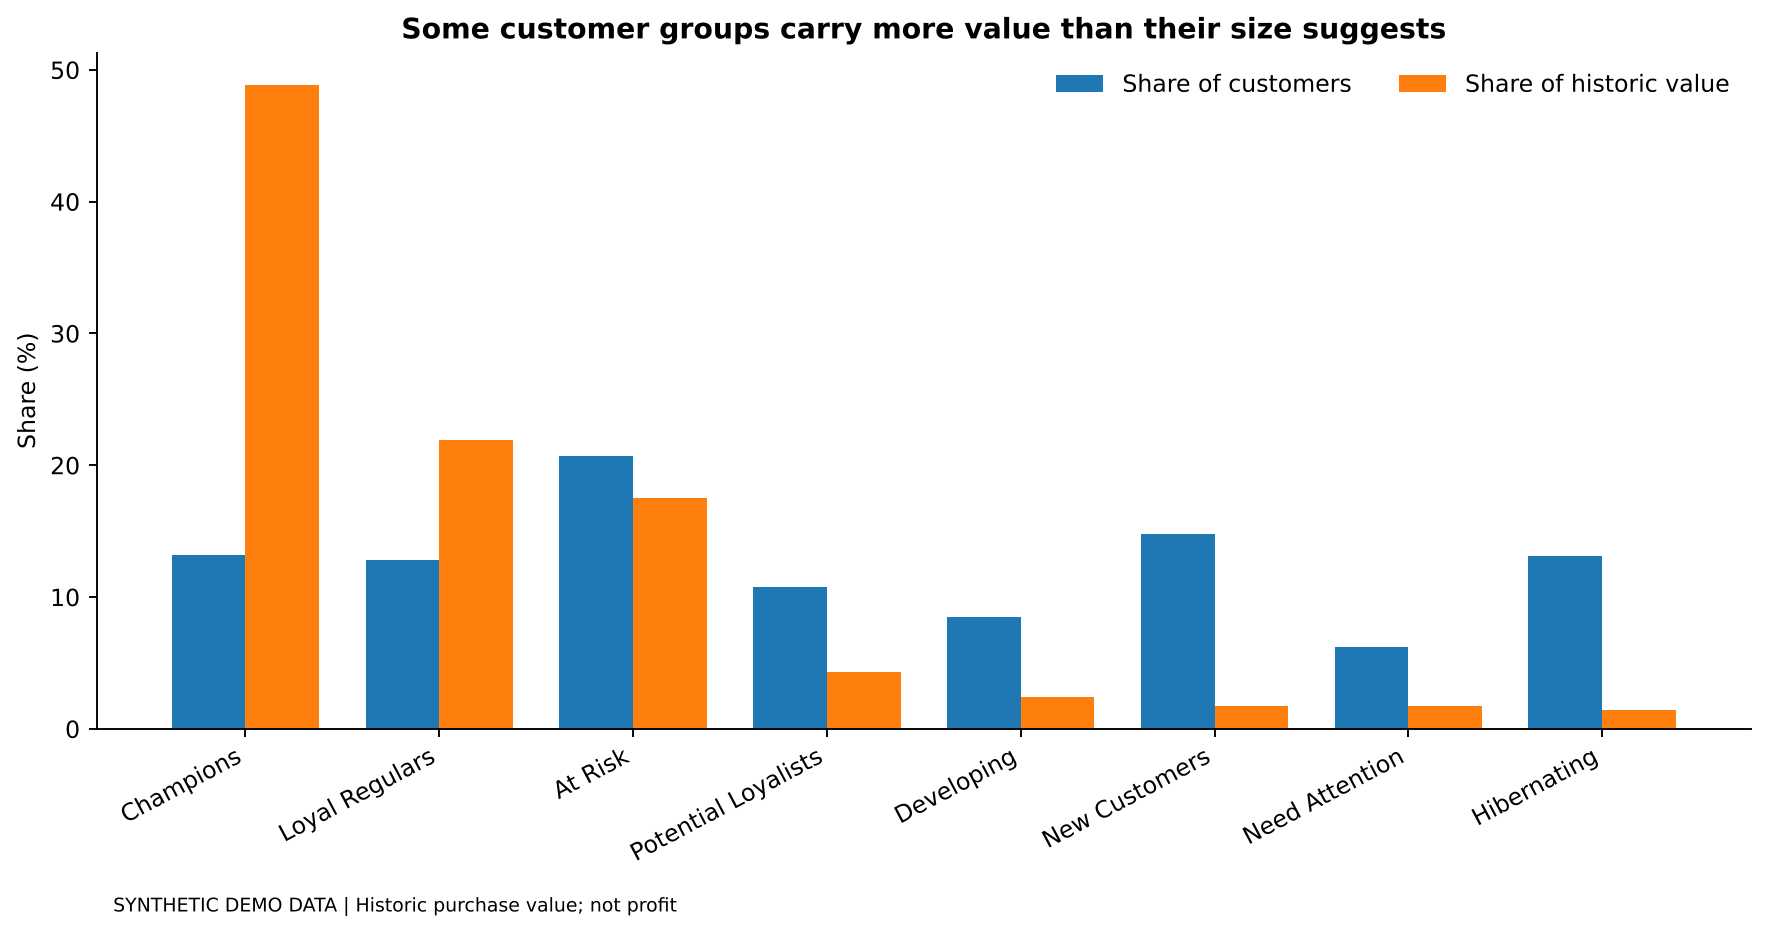 Some customer groups carry more value than their size suggests
Share of customers
Share of historic value
Share (%)
50
40
30
20
10
0
Champions
Loyal Regulars
At Risk
Potential Loyalists
Developing
New Customers
Need Attention
Hibernating
SYNTHETIC DEMO DATA | Historic purchase value; not profit